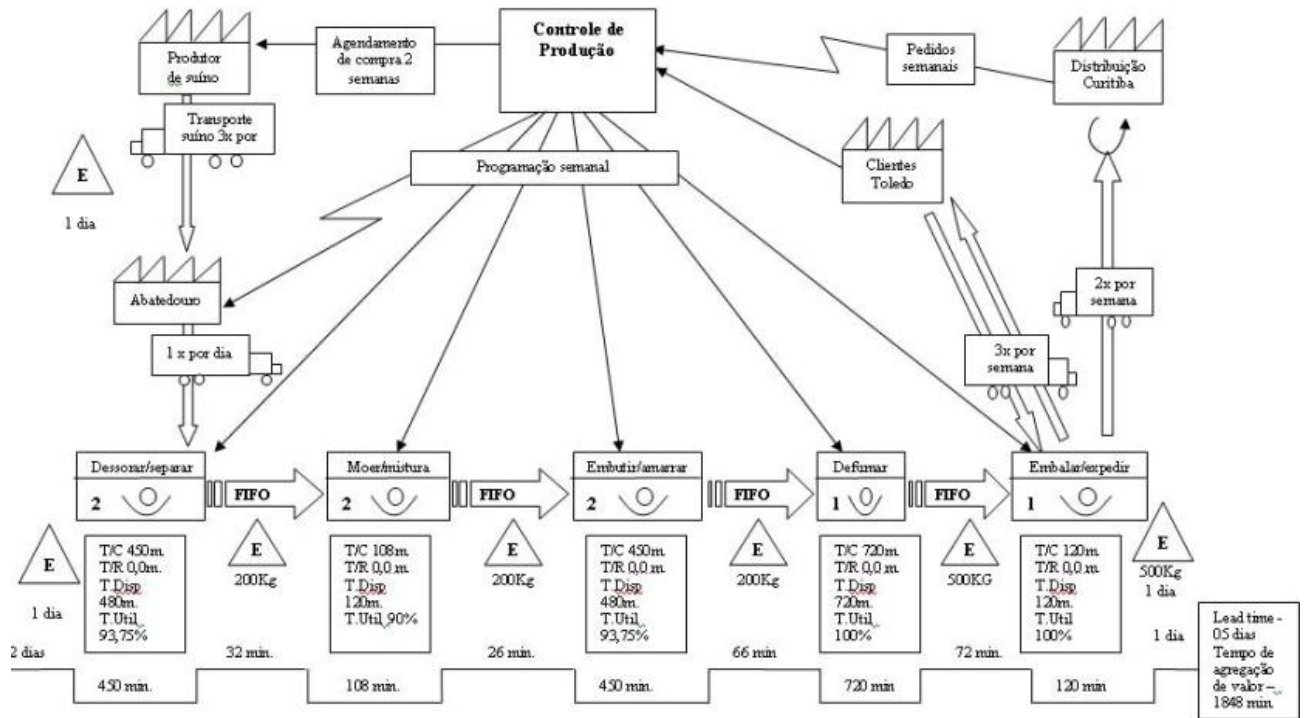 Controle de
Produção
Agendamento
de compra 2
semanas
Produtor
de suíno
Pedidos
semanais
Distribuição
Curitiba
Transporte
suíno 3x por
E
1 dia
Programação semanal
Clientes
Toledo
Abatedouro
1 x por dia
2x por
semana
3x por
semana
Dessorar/separar
2
FIFO
Moer/mistura
2
FIFO
Embutir/amarrar
2
FIFO
Defumar
1
FIFO
Embalar/expedir
1
E
1 dia
T/C 450m.
T/R 0,0m.
T.Disp
480m.
T.Util
93,75%
E
200Kg
T/C 108m.
T/R 0,0 m.
T.Disp
120m.
T.Util 90%
E
200Kg
T/C 450m.
T/R 0,0 m.
T.Disp
480m.
T.Util
93,75%
E
200Kg
T/C 720m.
T/R 0,0 m.
T.Disp
720m.
T.Util
100%
E
500KG
T/C 120m.
T/R 0,0 m.
T.Disp
120m.
T.Util
100%
E
500Kg
1 dia
2 dias
32 min.
26 min.
66 min.
72 min.
1 dia
450 min.
108 min.
450 min.
720 min
120 min
Lead time -
05 dias
Tempo de
agregação
de valor –
1848 min